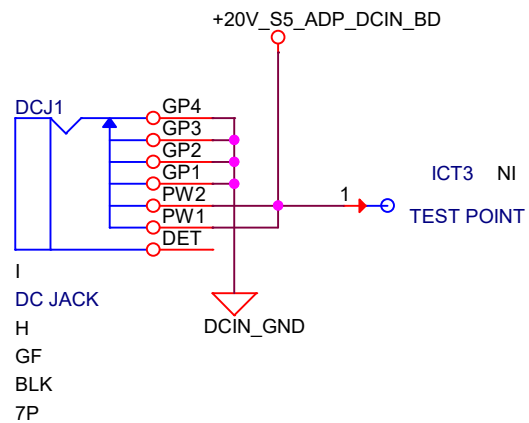 +20V_S5_ADP_DCIN_BD
DCJ1
GP4
GP3
GP2
GP1
PW2
PW1
DET
1
ICT3 NI
TEST POINT
I
DC JACK
H
GF
BLK
7P
DCIN_GND